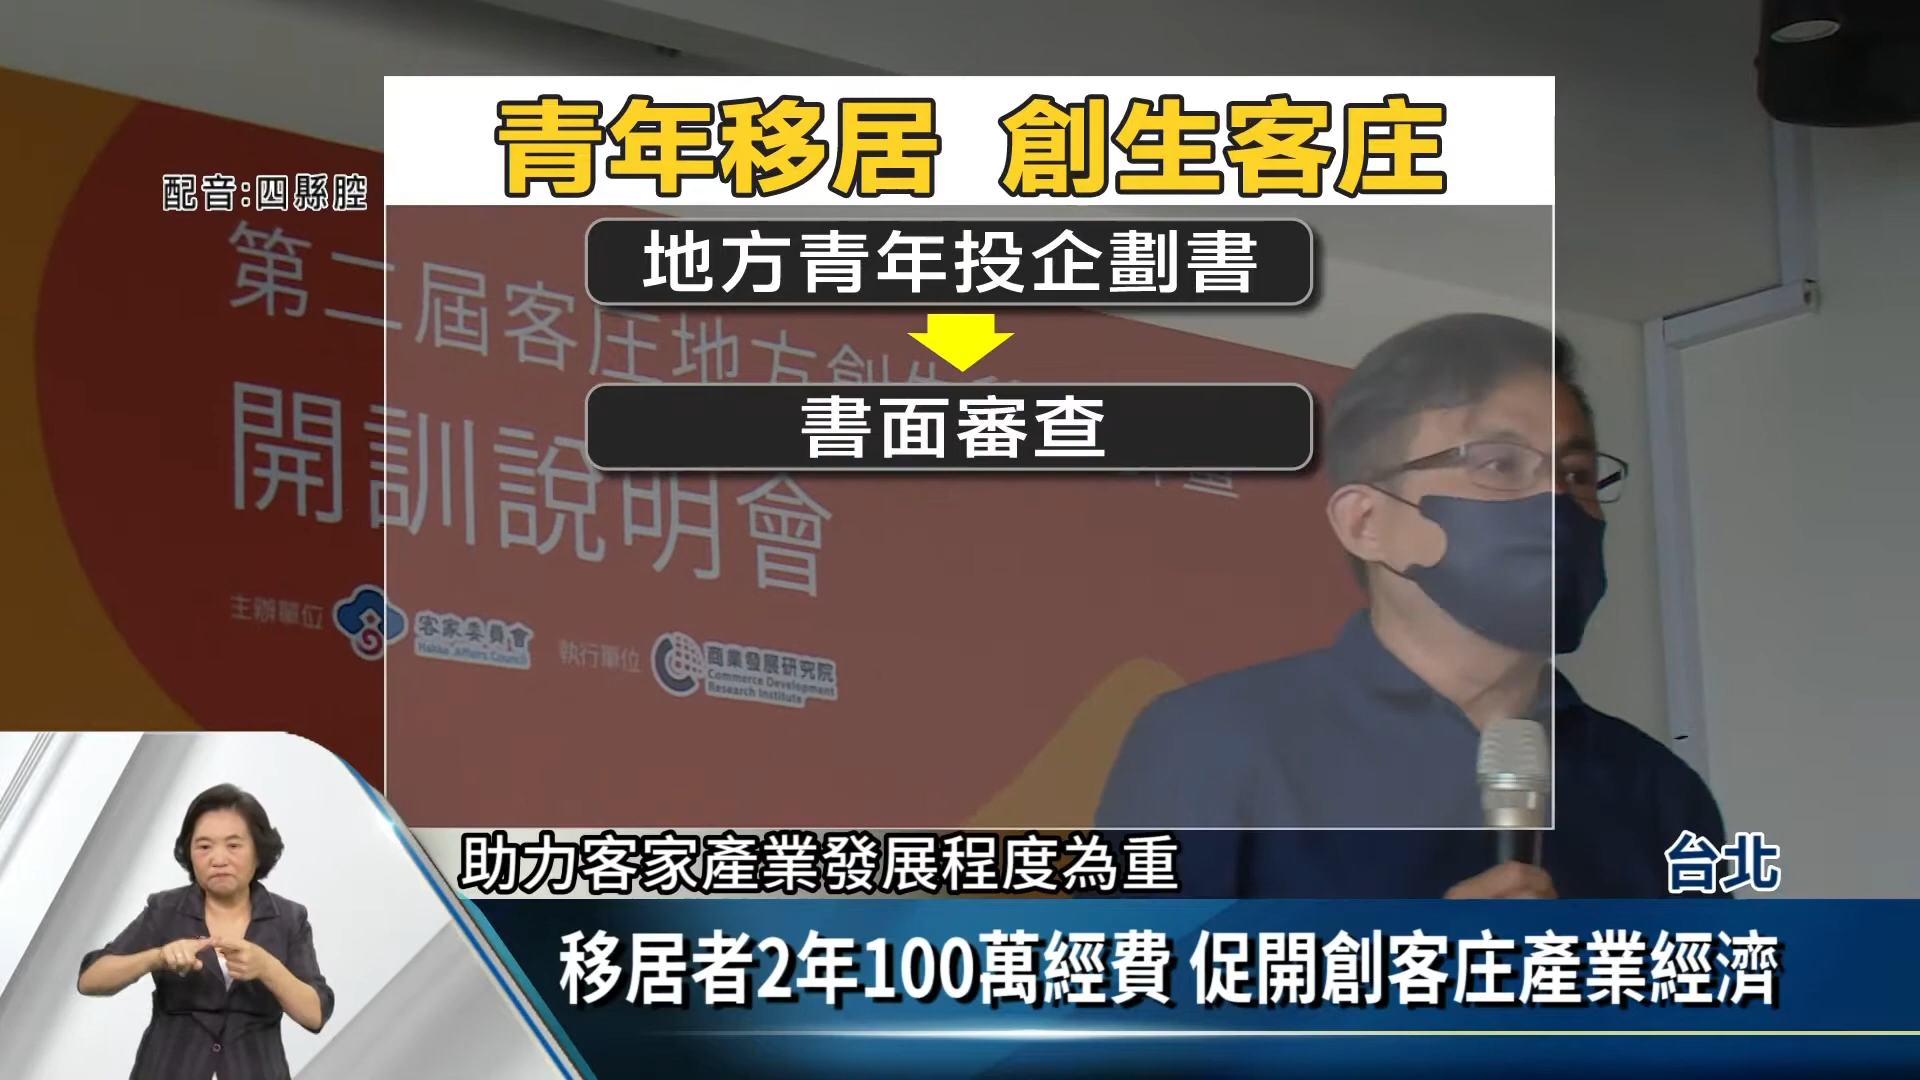 青年移居 創生客庄
配音:四縣腔
地方青年投企劃書
書面審查
第二屆客庄地方創生
開訓說明會
主辦單位 客家委員會 執行單位 商業發展研究院
Hakka Affairs Council
Commerce Development
Research Institute
助力客家產業發展程度為重
台北
移居者2年100萬經費 促開創客庄產業經濟